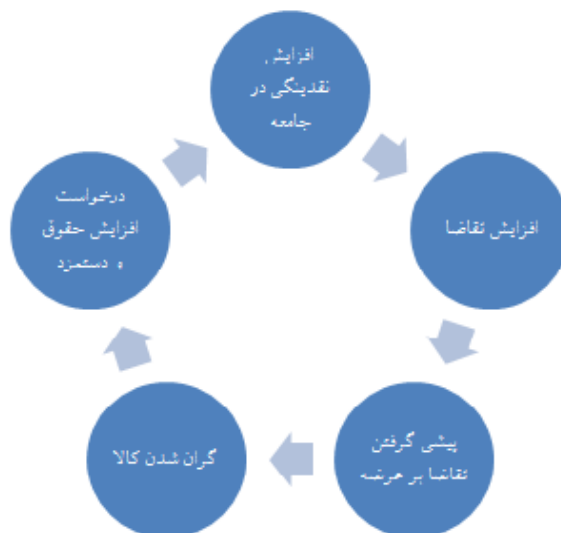 افزایش
نقدینگی در
جامعه
افزایش تقاضا
پیشی گرفتن
تقاضا بر عرضه
گران شدن کالا
درخواست
افزایش حقوق
و دستمزد